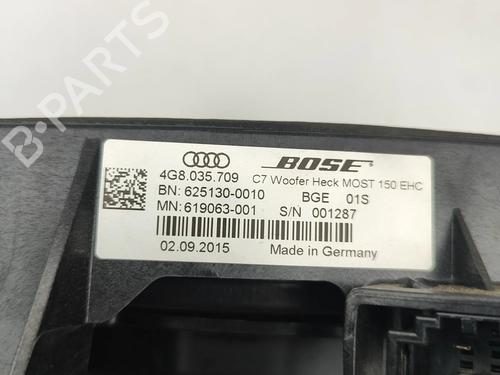 BOSE
4G8.035.709 C7 Woofer Heck MOST 150 EHC
BN: 625130-0010 BGE 01S
MN: 619063-001 S/N 001287
02.09.2015 Made in Germany
B-PARTS